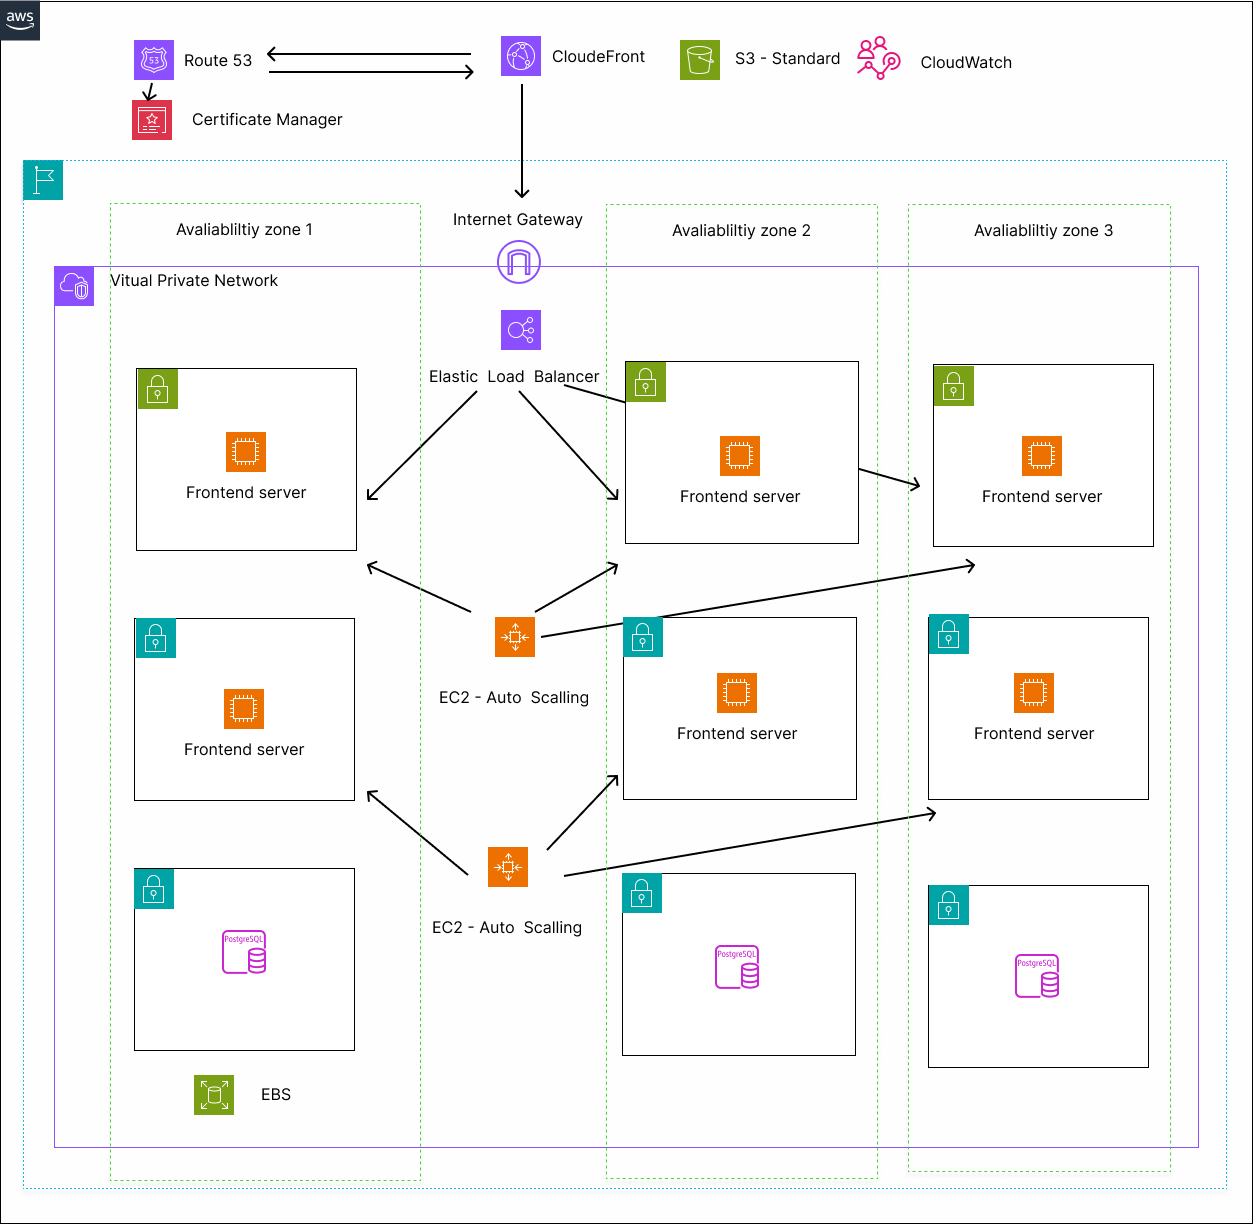 aws
Route 53
53
CloudeFront
S3 - Standard
CloudWatch
Certificate Manager
Internet Gateway
Avaliabliltiy zone 1
Avaliabliltiy zone 2
Avaliabliltiy zone 3
Vitual Private Network
Elastic Load Balancer
Frontend server
Frontend server
Frontend server
EC2 - Auto Scalling
Frontend server
Frontend server
Frontend server
EC2 - Auto Scalling
PostgreSQL
PostgreSQL
PostgreSQL
EBS